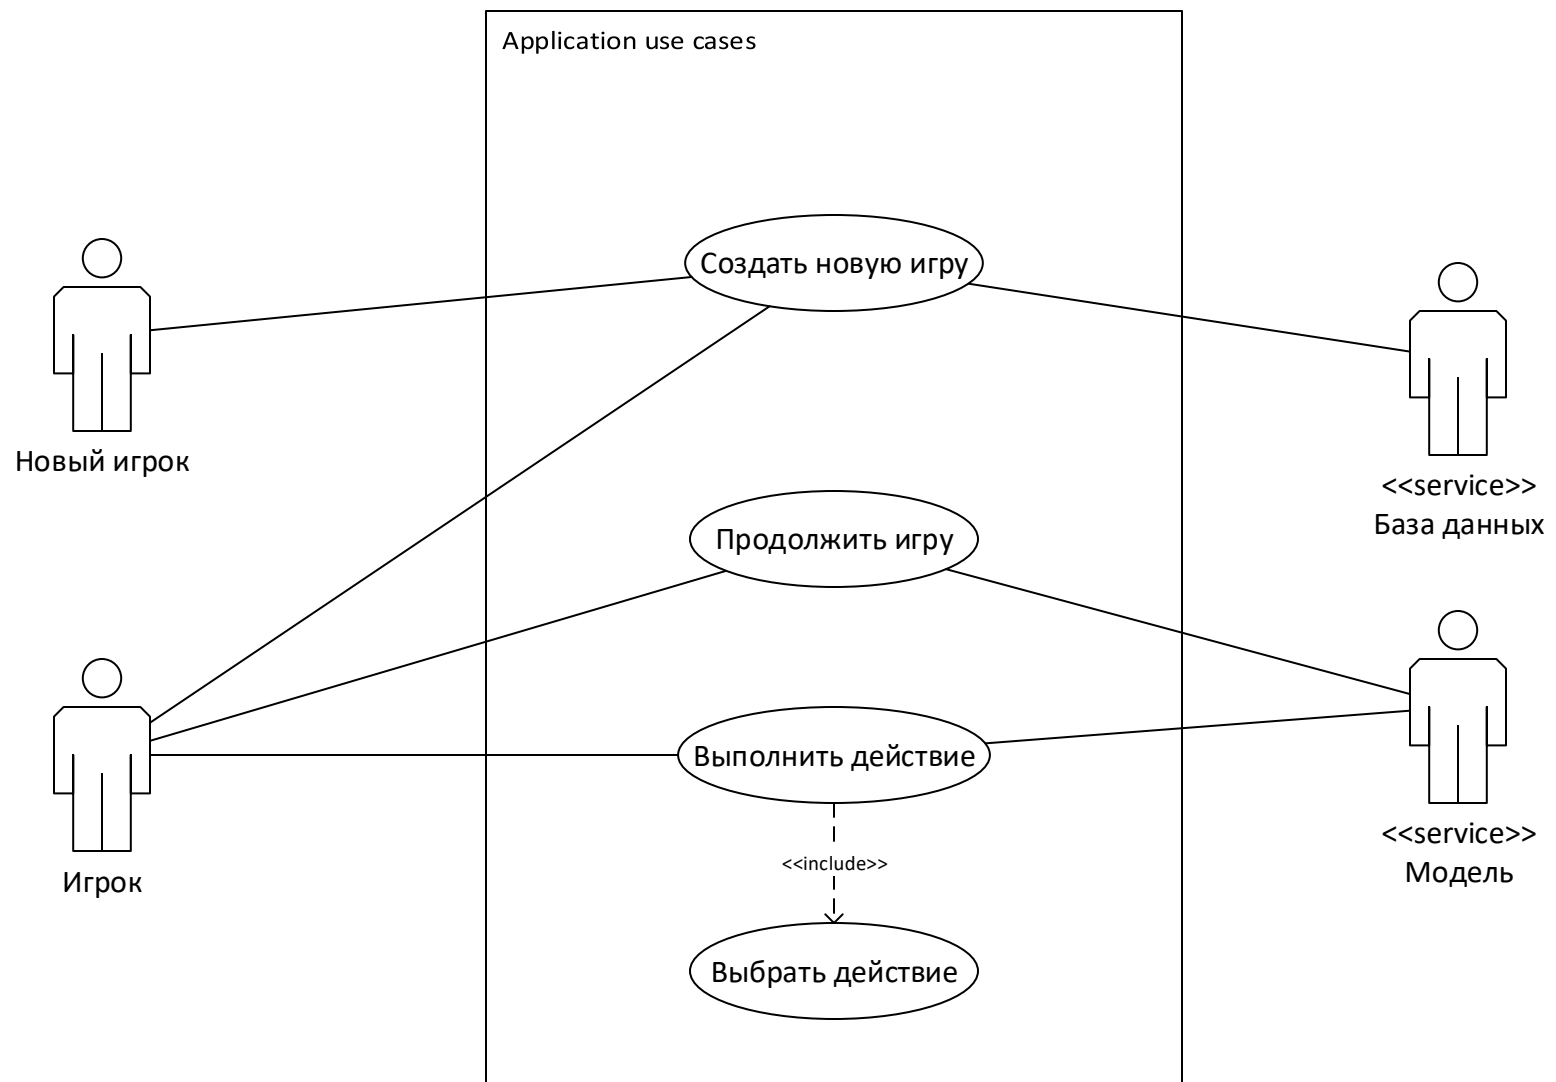 Application use cases
Создать новую игру
Новый игрок
<<service>>
База данных
Продолжить игру
Выполнить действие
<<include>>
Игрок
<<service>>
Модель
Выбрать действие